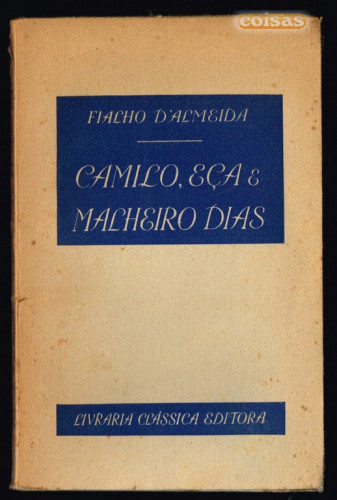 coisas
FIALHO D'ALMEIDA
CAMILO, EÇA E
MALHEIRO DIAS
LIVRARIA CLÁSSICA EDITORA